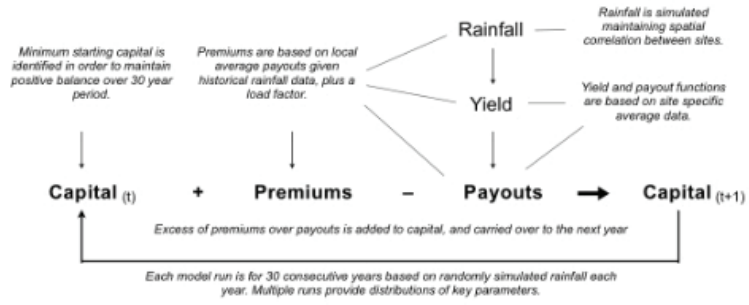 Rainfall
Rainfall is simulated
maintaining spatial
correlation between sites.
Minimum starting capital is
identified in order to maintain
positive balance over 30 year
period.
Premiums are based on local
average payouts given
historical rainfall data, plus a
load factor.
Yield
Yield and payout functions
are based on site specific
average data.
Capital (t) + Premiums – Payouts Capital (t+1)
Excess of premiums over payouts is added to capital, and carried over to the next year
Each model run is for 30 consecutive years based on randomly simulated rainfall each
year. Multiple runs provide distributions of key parameters.